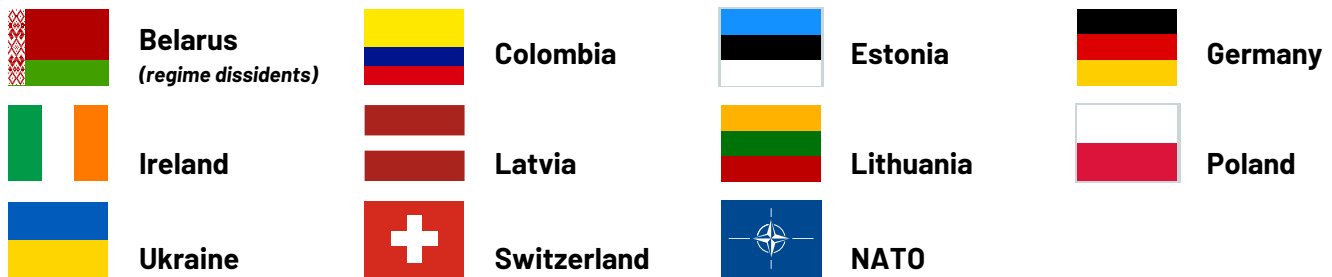 Belarus
(regime dissidents)
Colombia
Estonia
Germany
Ireland
Latvia
Lithuania
Poland
Ukraine
Switzerland
NATO